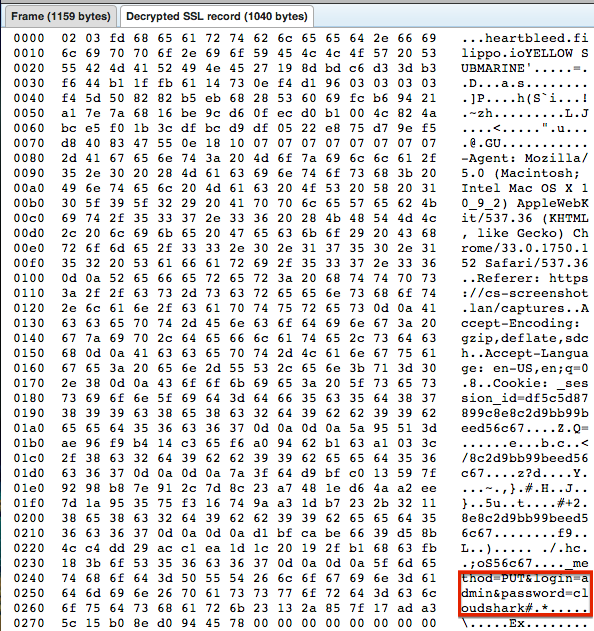 Frame (1159 bytes) Decrypted SSL record (1040 bytes)
0000 02 03 fd 68 65 61 72 74 62 6c 65 65 64 2e 66 69 ...heartbleed.fi
0010 6c 69 70 70 6f 2e 69 6f 59 45 4c 4c 4f 57 20 53 lippo.ioYELLOW S
0020 55 42 4d 41 52 49 4e 45 27 19 8d bd c6 d3 3d b3 UBMARINE'.....=.
0030 f6 44 b1 1f fb 61 14 73 0e f4 d1 96 03 03 03 03 .D...a.s........
0040 f4 5d 50 82 82 b5 eb 68 28 53 60 69 fc b6 94 21 .]P....h(S`i...!
0050 a1 7e 7a 68 16 be 9c d6 0f ec d0 b1 00 4c 82 4a .~zh.........L.J
0060 bc e5 f0 1b 3c df bc d9 df 05 22 e8 75 d9 ef f5 ....<.....".u...
0070 d8 40 83 47 55 0e 18 10 07 07 07 07 07 07 07 07 .@.GU...........
0080 2d 41 67 65 6e 74 3a 20 4d 6f 7a 69 6c 6c 61 2f -Agent: Mozilla/
0090 35 2e 30 20 28 4d 61 63 69 6e 74 6f 73 68 3b 20 5.0 (Macintosh;
00a0 49 6e 74 65 6c 20 4d 61 63 20 4f 53 20 58 20 31 Intel Mac OS X 1
00b0 30 5f 39 5f 32 29 20 41 70 70 6c 65 57 65 62 4b 0_9_2) AppleWebK
00c0 69 74 2f 35 33 37 2e 33 36 20 28 4b 48 54 4d 4c it/537.36 (KHTML
00d0 2c 20 6c 69 6b 65 20 47 65 63 6b 6f 29 20 43 68 , like Gecko) Ch
00e0 72 6f 6d 65 2f 33 33 2e 30 2e 31 37 35 30 2e 31 rome/33.0.1750.1
00f0 35 32 20 53 61 66 61 72 69 2f 35 33 37 2e 33 36 52 Safari/537.36
0100 0d 0a 52 65 66 65 72 65 72 3a 20 68 74 74 70 73 ..Referer: https
0110 3a 2f 2f 63 73 2d 73 63 72 65 65 6e 73 68 6f 74 ://cs-screenshot
0120 2e 6c 61 6e 2f 63 61 70 74 75 72 65 73 0d 0a 41 .lan/captures..A
0130 63 63 65 70 74 2d 45 6e 63 6f 64 69 6e 67 3a 20 ccept-Encoding:
0140 67 7a 69 70 2c 64 65 66 6c 61 74 65 2c 73 64 63 gzip,deflate,sdc
0150 68 0d 0a 41 63 63 65 70 74 2d 4c 61 6e 67 75 61 h..Accept-Langua
0160 67 65 3a 20 65 6e 2d 55 53 2c 65 6e 3b 71 3d 30 ge: en-US,en;q=0
0170 2e 38 0d 0a 43 6f 6f 6b 69 65 3a 20 5f 73 65 73 .8..Cookie: _ses
0180 73 69 6f 6e 5f 69 64 3d 64 66 35 63 35 64 38 37 sion_id=df5c5d87
0190 38 39 39 63 38 65 38 63 32 64 39 62 62 39 39 62 899c8e8c2d9bb99b
01a0 65 65 64 35 36 63 36 37 0d 0a 0d 0a 5a 95 51 3d eed56c67....Z.Q=
01b0 ae 96 f9 b4 14 c3 65 f6 a0 94 62 b1 63 a1 03 3c ......e...b.c..<
01c0 2f 38 63 32 64 39 62 62 39 39 62 65 65 64 35 36 /8c2d9bb99beed56
01d0 63 36 37 0d 0a 0d 0a 7a 3f 64 d9 bf c0 13 59 7f c67....z?d....Y.
01e0 92 98 b8 7e 91 2c 7d 8c 23 a7 48 1e d6 4a a2 ee ...~.,}.#.H..J..
01f0 7d 1a 95 35 75 f3 16 74 9a a3 1d b7 23 2b 32 11 }..5u..t....#+2.
0200 38 65 38 63 32 64 39 62 62 39 39 62 65 65 64 35 8e8c2d9bb99beed5
0210 36 63 36 37 0d 0a 0d 0a d1 bf ca be 66 39 d5 8b 6c67........f9..
0220 4c c4 dd 29 ac c1 ea 1d 1c 20 19 2f b1 68 63 fb L..)..... ./.hc.
0230 18 3b 6f 53 35 36 63 36 37 0d 0a 0d 0a 5f 6d 65 .;oS56c67...._me
0240 74 68 6f 64 3d 50 55 54 26 6c 6f 67 69 6e 3d 61 thod=PUT&login=a
0250 64 6d 69 6e 26 70 61 73 73 77 6f 72 64 3d 63 6c dmin&password=cl
0260 6f 75 64 73 68 61 72 6b 23 13 2a 85 7f 17 ad a3 oudshark#.*.....
0270 5c 15 b0 8e d0 94 45 78 00 00 00 00 00 00 00 00 \.....Ex........